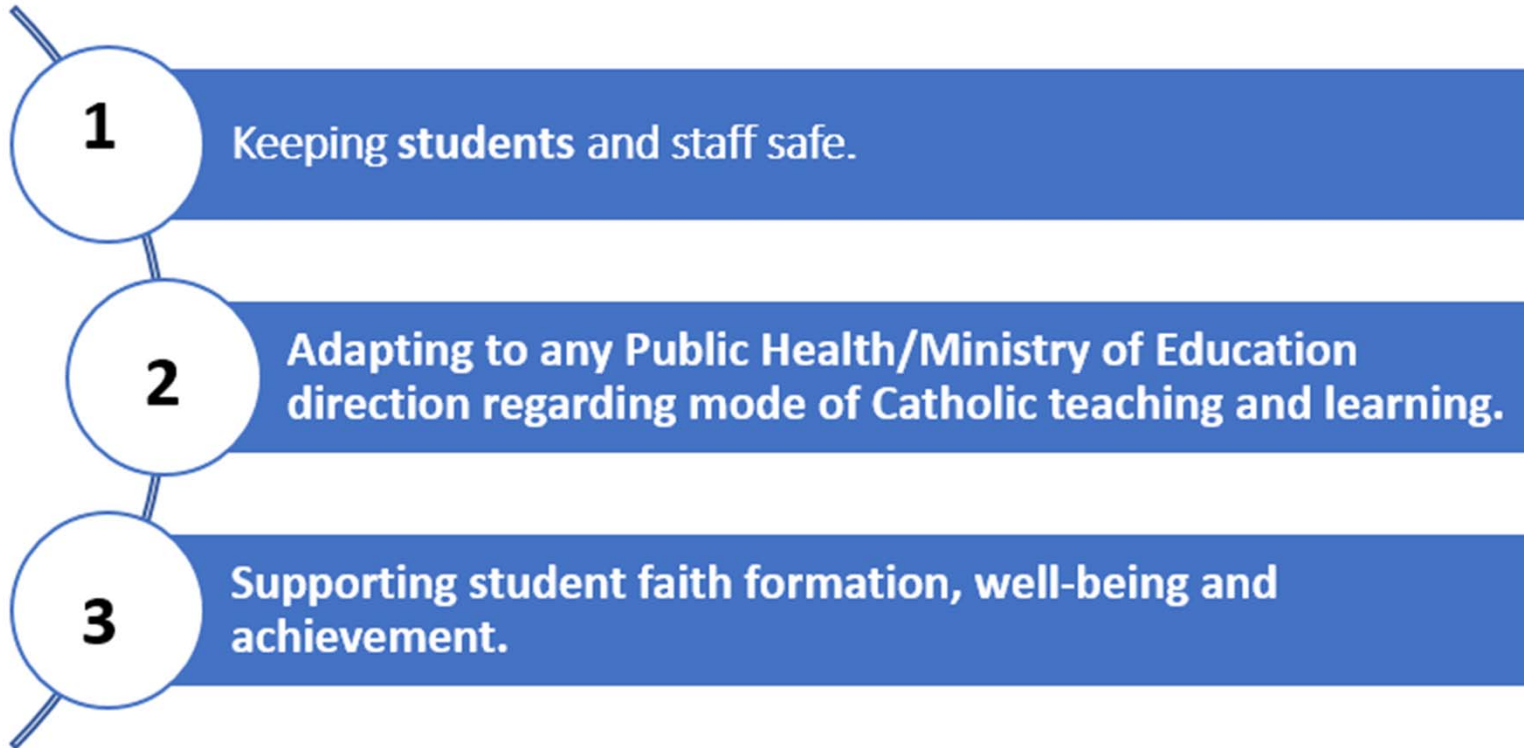 1
Keeping students and staff safe.
2
Adapting to any Public Health/Ministry of Education
direction regarding mode of Catholic teaching and learning.
3
Supporting student faith formation, well-being and
achievement.